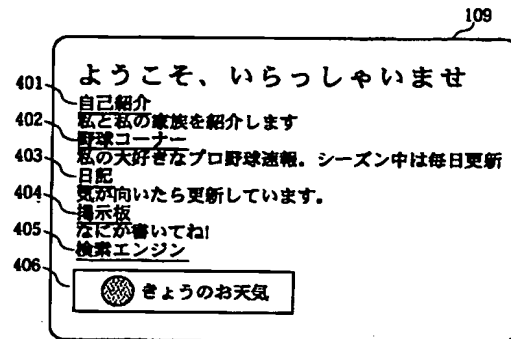 109
ようこそ、いらっしゃいませ
401
自己紹介
私と私の家族を紹介します
402
野球コーナー
私の大好きなプロ野球速報。シーズン中は毎日更新
403
日記
気が向いたら更新しています。
404
掲示板
なにか書いてね!
405
検索エンジン
406
きょうのお天気